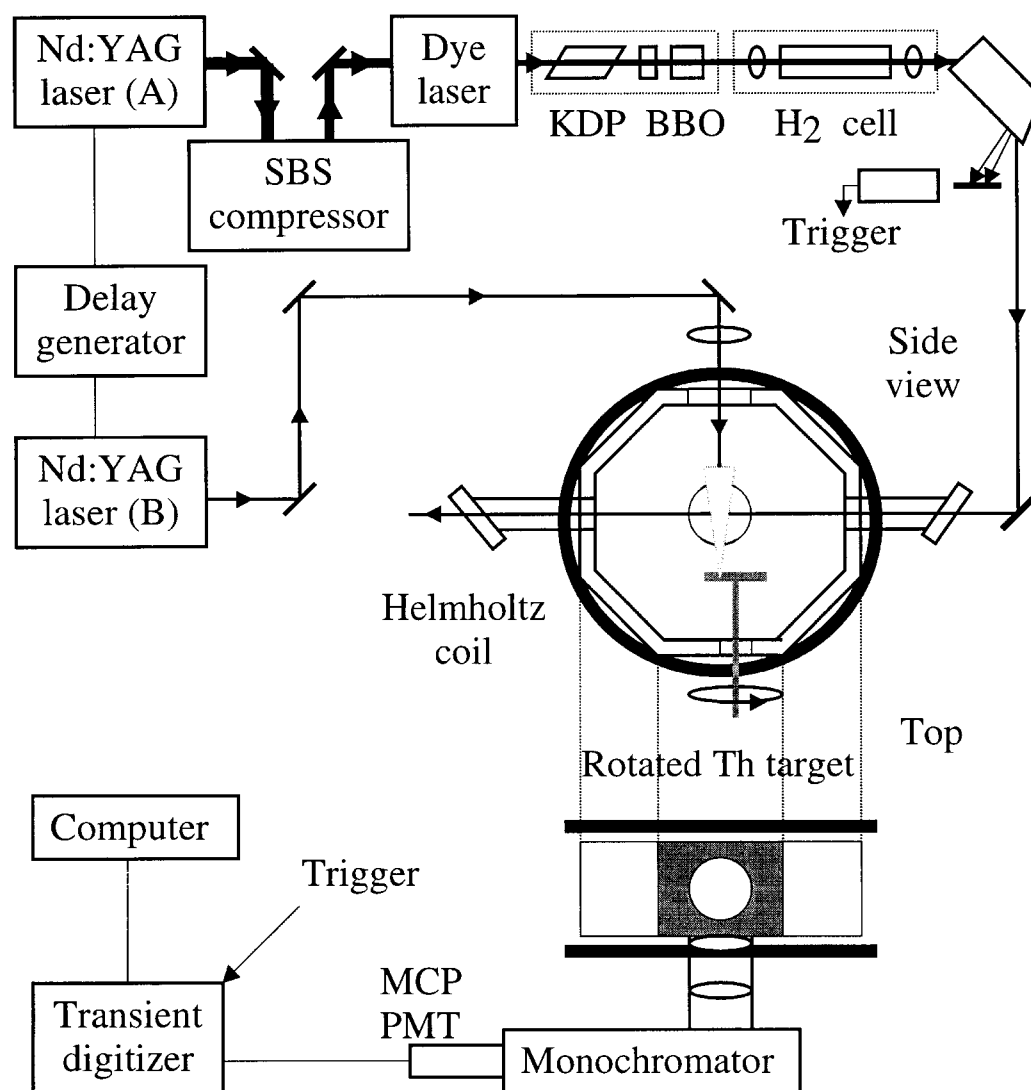 Nd:YAG
laser (A)
Dye
laser
KDP BBO
H2 cell
SBS
compressor
Trigger
Delay
generator
Side
view
Nd:YAG
laser (B)
Helmholtz
coil
Top
Rotated Th target
Computer
Trigger
MCP
PMT
Transient
digitizer
Monochromator